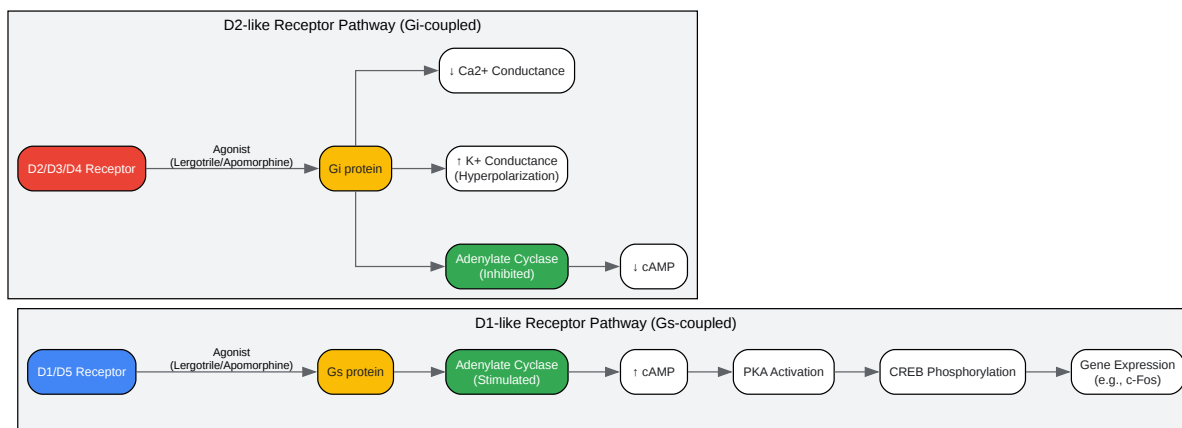 D2-like Receptor Pathway (Gi-coupled)
↓ Ca2+ Conductance
D2/D3/D4 Receptor
Agonist
(Lergotrile/Apomorphine)
Gi protein
↑ K+ Conductance
(Hyperpolarization)
Adenylate Cyclase
(Inhibited)
↓ cAMP
D1-like Receptor Pathway (Gs-coupled)
D1/D5 Receptor
Agonist
(Lergotrile/Apomorphine)
Gs protein
Adenylate Cyclase
(Stimulated)
↑ cAMP
PKA Activation
CREB Phosphorylation
Gene Expression
(e.g., c-Fos)